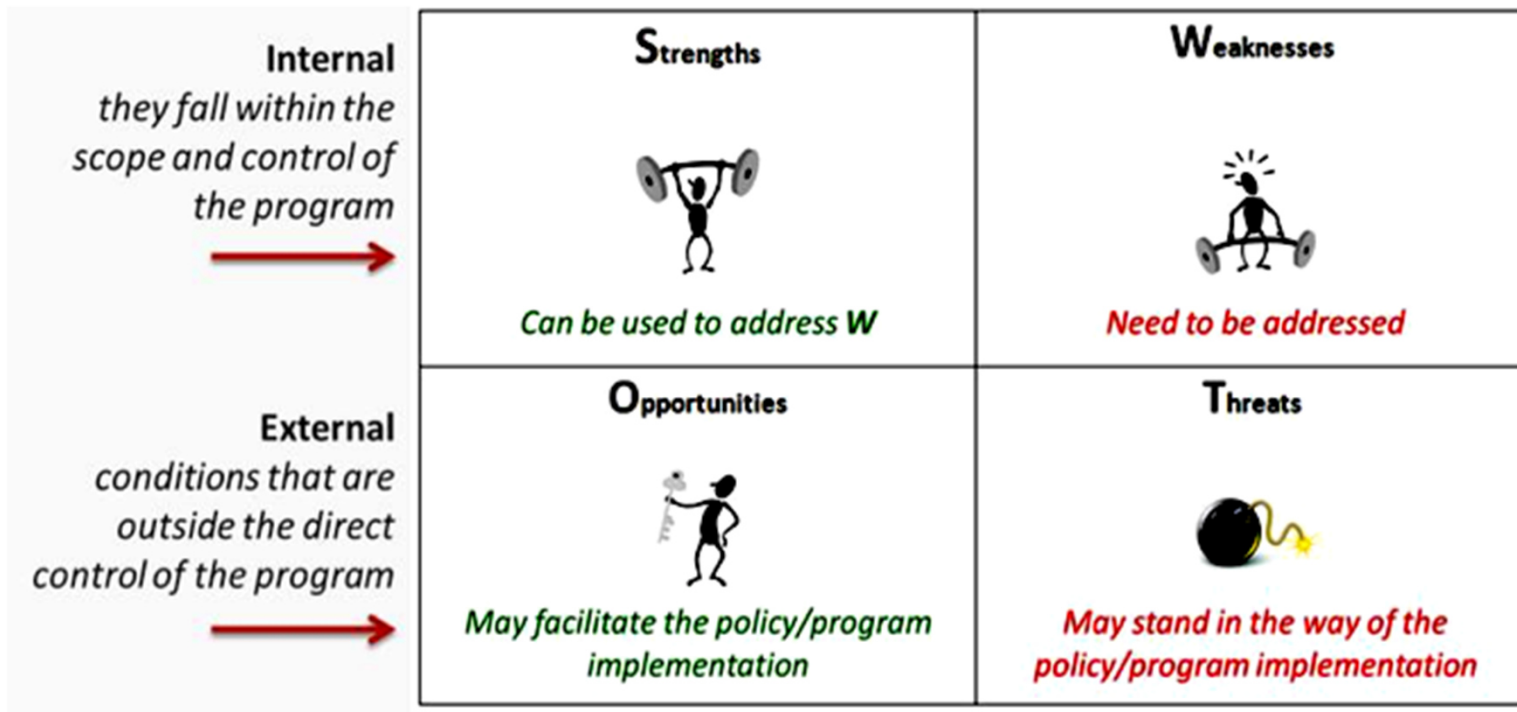 Internal
they fall within the
scope and control of
the program
Strengths
Can be used to address W
Weaknesses
Need to be addressed
External
conditions that are
outside the direct
control of the program
Opportunities
May facilitate the policy/program
implementation
Threats
May stand in the way of the
policy/program implementation